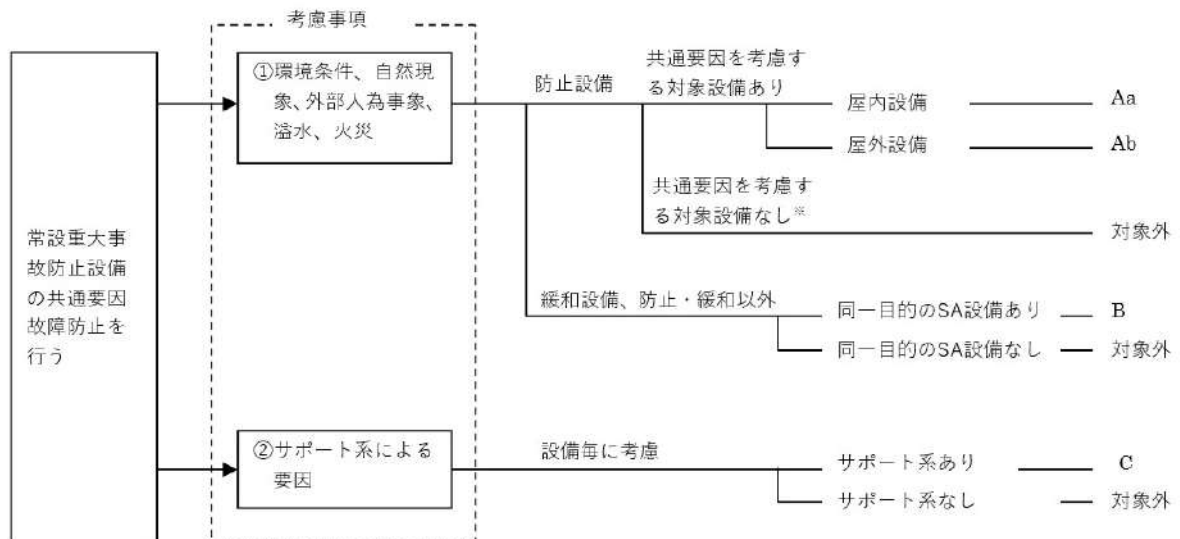 考慮事項
常設重大事
故防止設備
の共通要因
故障防止を
行う
①環境条件、自然現
象、外部人為事象、
溢水、火災
防止設備
共通要因を考慮す
る対象設備あり
屋内設備
Aa
屋外設備
Ab
共通要因を考慮す
る対象設備なし※
対象外
緩和設備、防止・緩和以外
同一目的のSA設備あり
B
同一目的のSA設備なし
対象外
②サポート系による
要因
設備毎に考慮
サポート系あり
C
サポート系なし
対象外